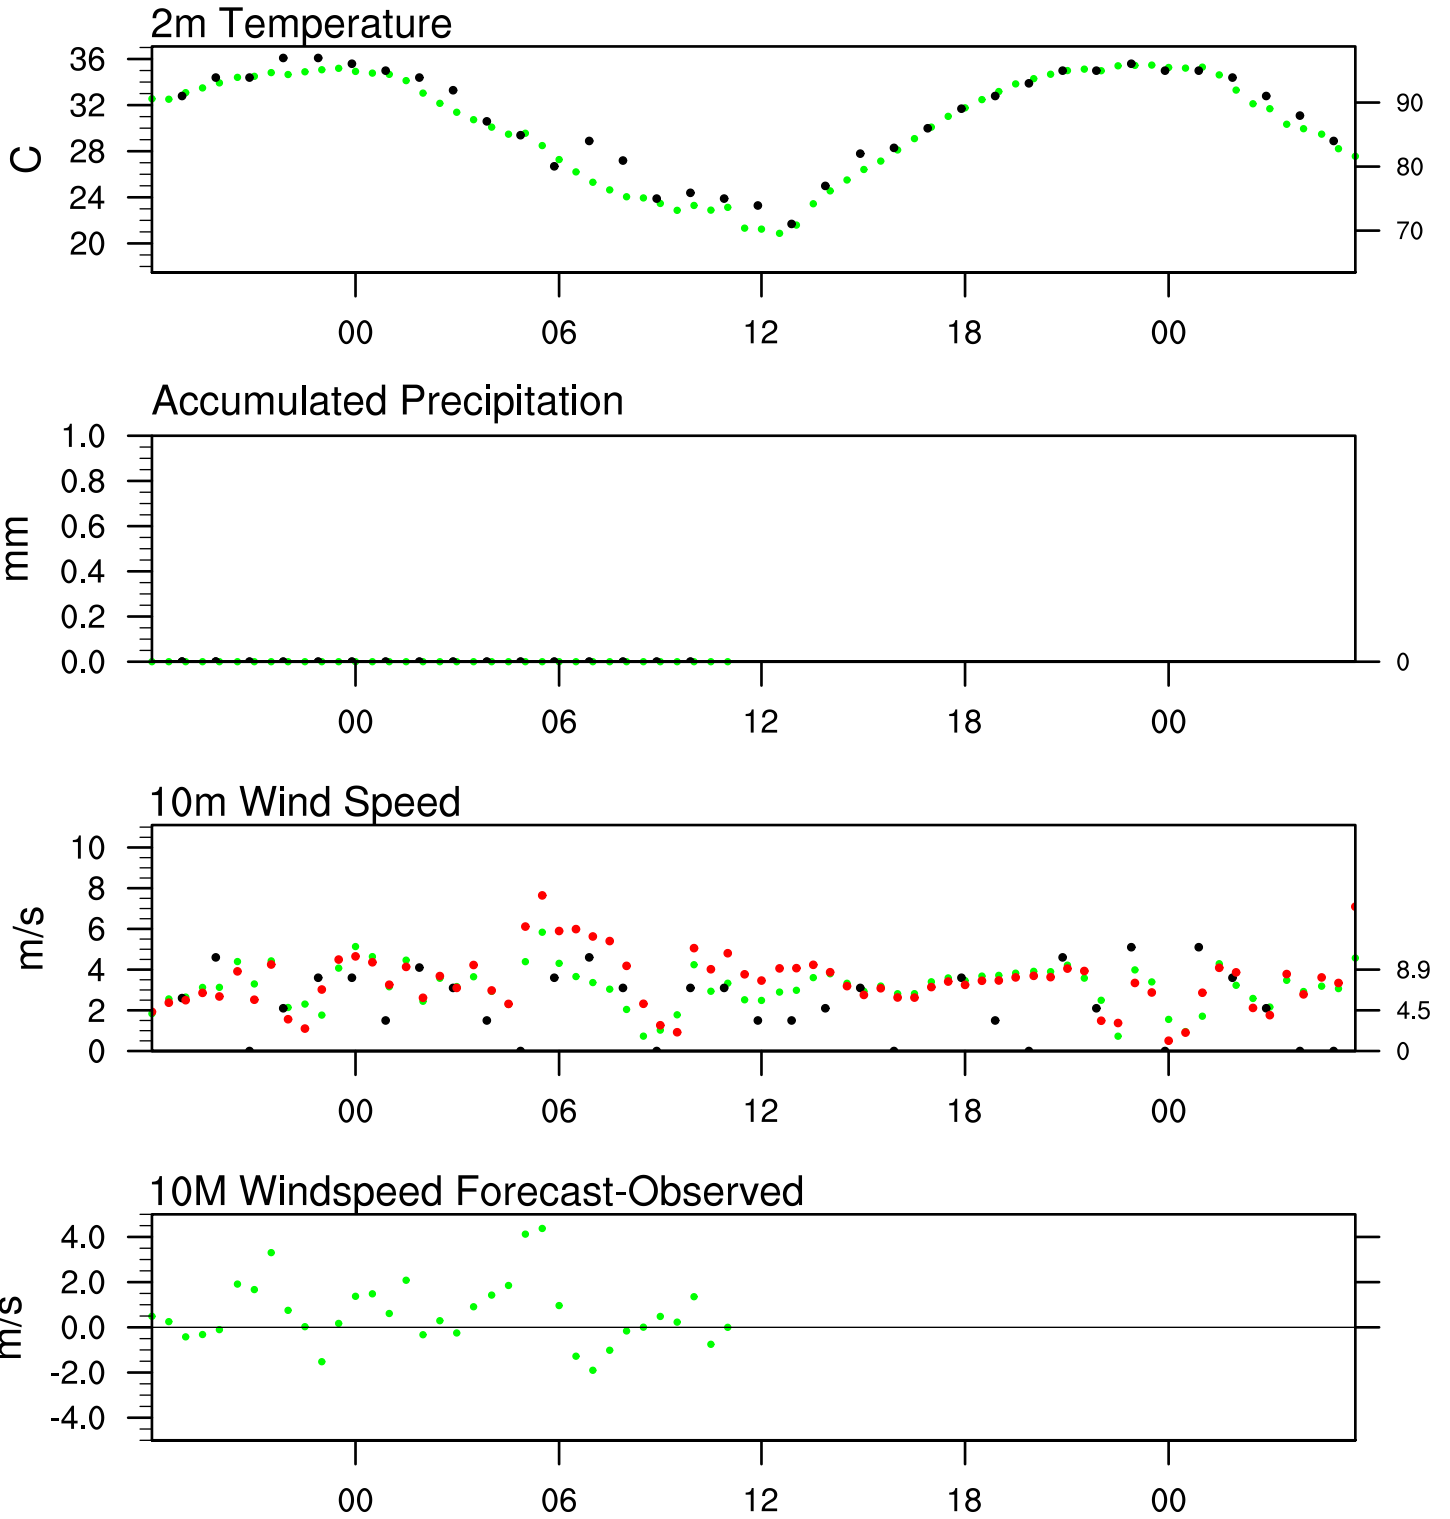 2m Temperature
36
32
28
24
20
C
90
80
70
00 06 12 18 00
Accumulated Precipitation
1.0
0.8
0.6
0.4
0.2
0.0
mm
0
00 06 12 18 00
10m Wind Speed
10
8
6
4
2
0
m/s
8.9
4.5
0
00 06 12 18 00
10M Windspeed Forecast-Observed
4.0
2.0
0.0
-2.0
-4.0
m/s
00 06 12 18 00